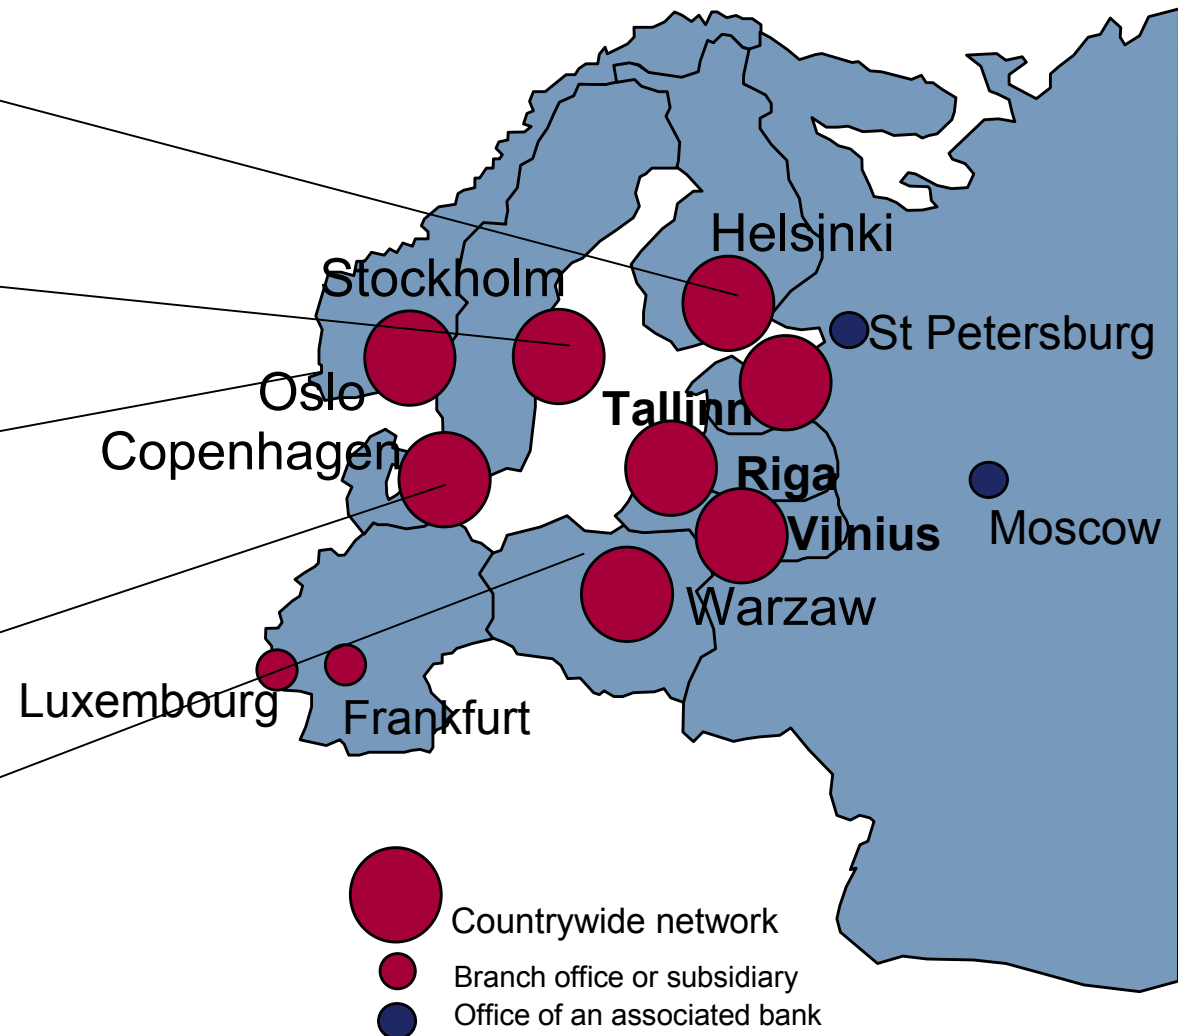 Helsinki
Stockholm
St Petersburg
Oslo
Tallinn
Copenhagen
Riga
Moscow
Vilnius
Warzaw
Luxembourg
Frankfurt
Countrywide network
Branch office or subsidiary
Office of an associated bank